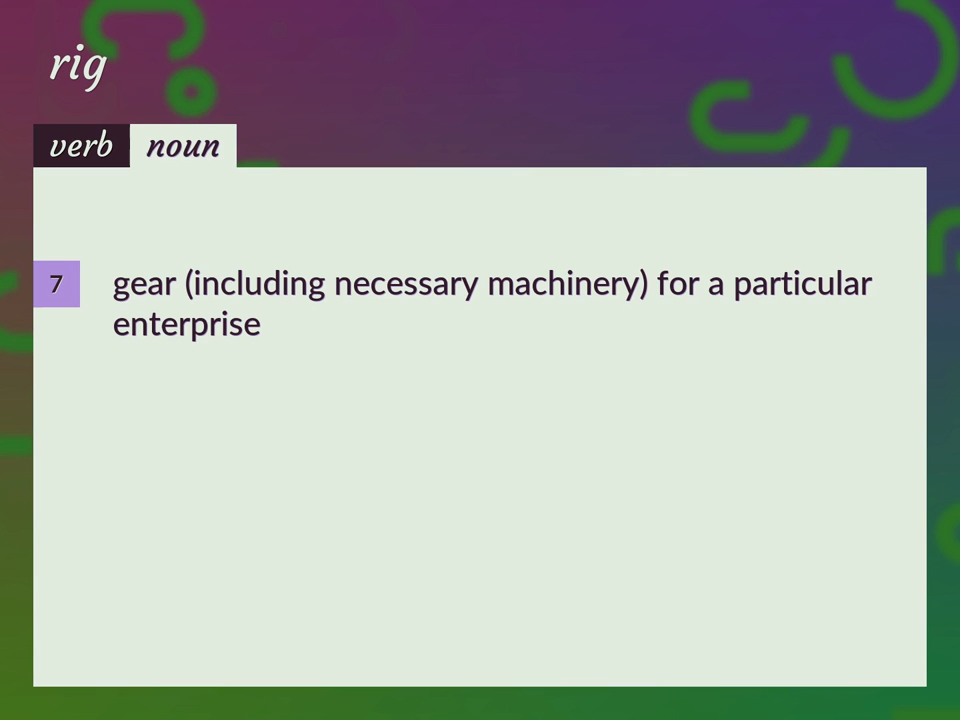 rig
verb noun
7 gear (including necessary machinery) for a particular
enterprise